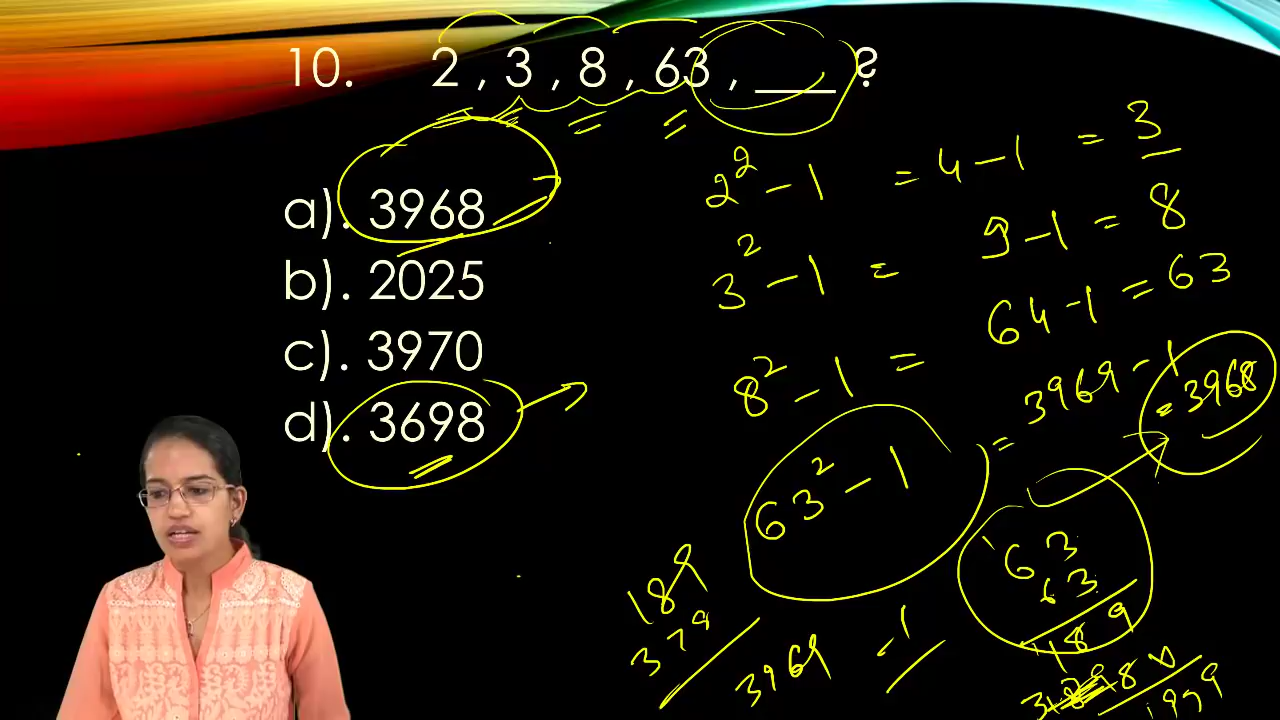 10. 2 , 3 , 8 , 63 , ___ ?
a). 3968
b). 2025
c). 3970
d). 3698
2² - 1 = 4 - 1 = 3
3² - 1 = 9 - 1 = 8
8² - 1 = 64 - 1 = 63
63² - 1 = 3969 - 1
= 3968
63
63
189
189
3969 - 1